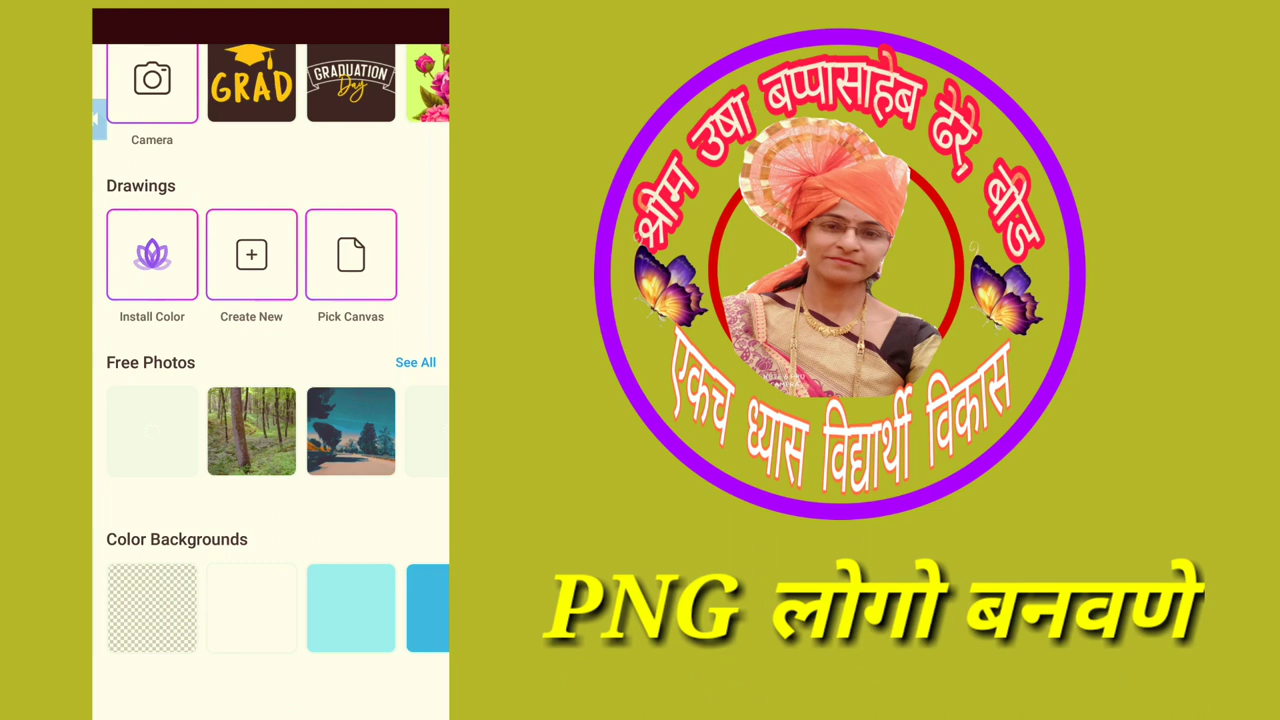 GRAD
GRADUATION
Day
Camera
Drawings
Install Color
Create New
Pick Canvas
Free Photos
See All
Color Backgrounds
श्रीम उषा बप्पासाहेब ढेरे, बीड
एकच ध्यास विद्यार्थी विकास
PNG लोगो बनवणे